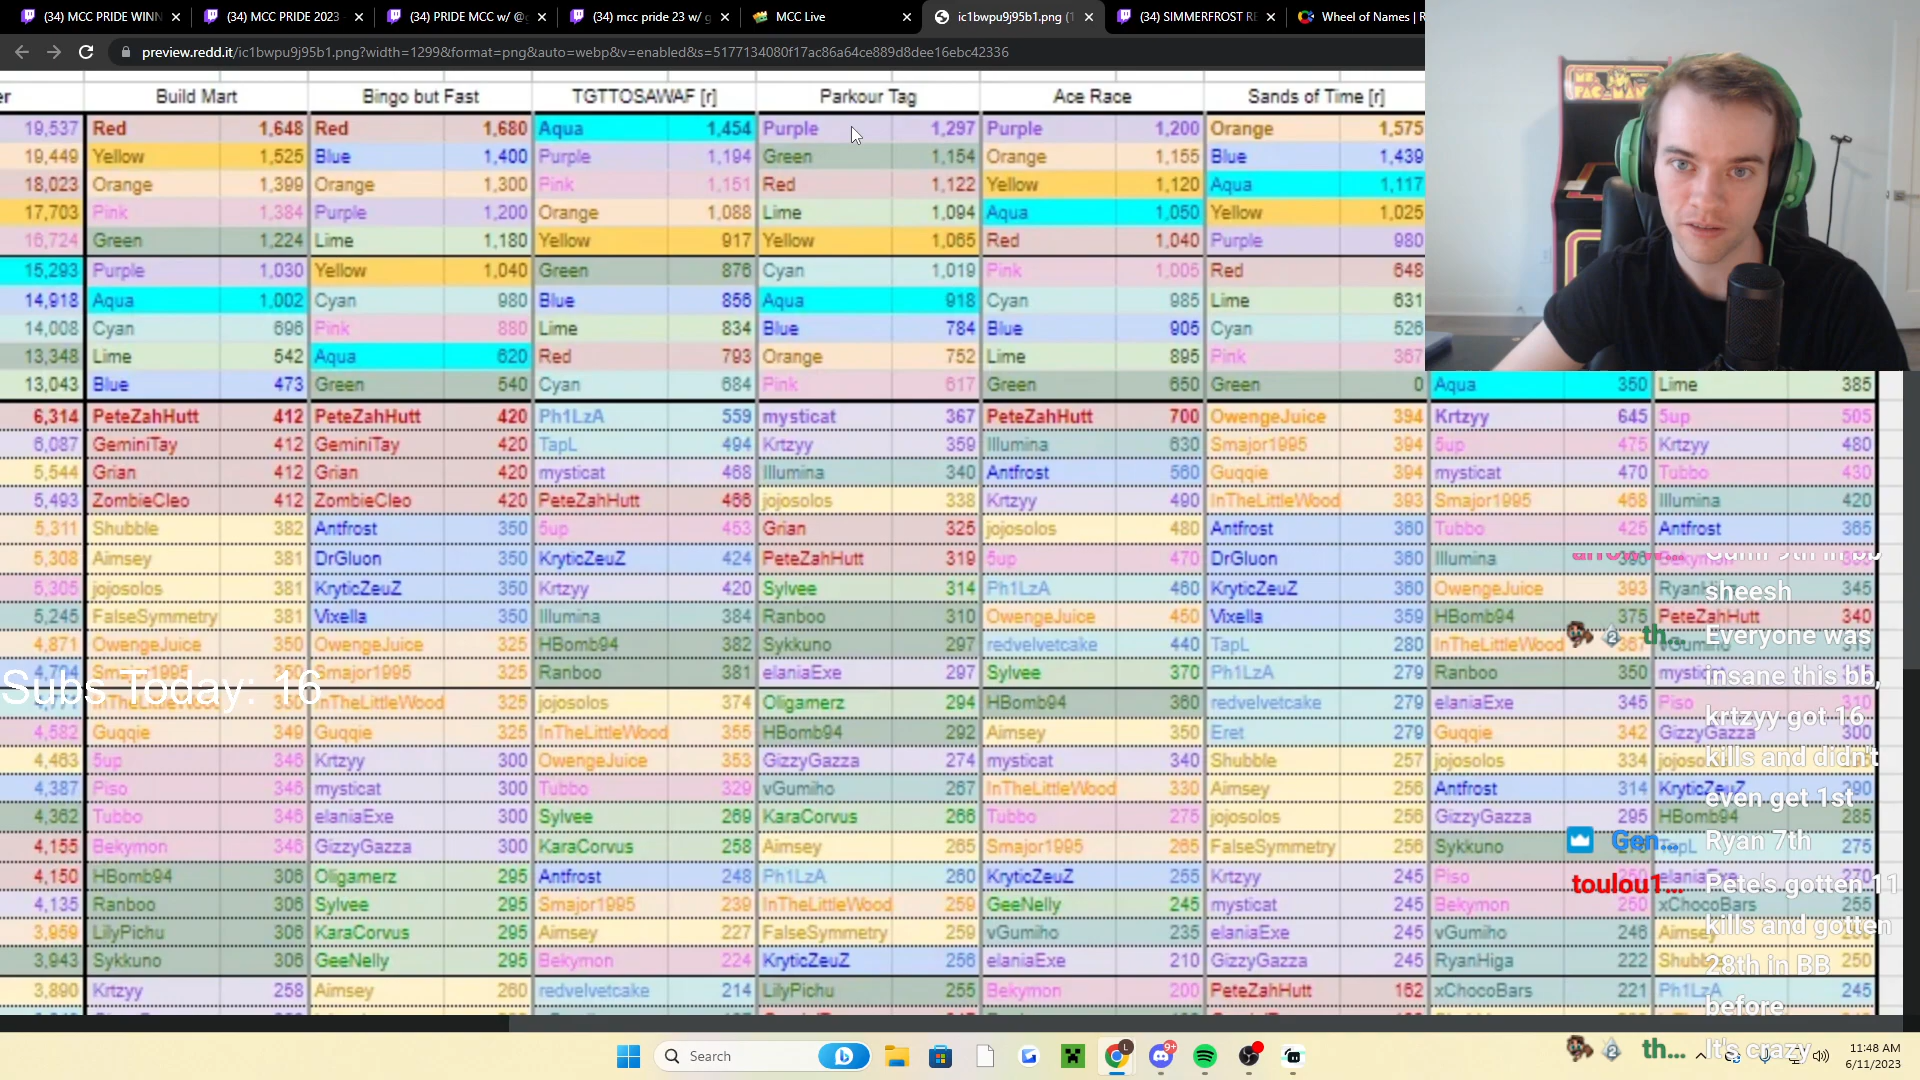 (34) MCC PRIDE WINN
(34) MCC PRIDE 2023 -
(34) PRIDE MCC w/ @g
(34) mcc pride 23 w/ g
MCC Live
ic1bwpu9j95b1.png (1
(34) SIMMERFROST RE
Wheel of Names | R
preview.redd.it/ic1bwpu9j95b1.png?width=1299&format=png&auto=webp&v=enabled&s=5177134080f17ac86a64ce889d8dee16ebc42336
er Build Mart Bingo but Fast TGTTOSAWAF [r] Parkour Tag Ace Race Sands of Time [r]
19,537 Red 1,648 Red 1,680 Aqua 1,454 Purple 1,297 Purple 1,200 Orange 1,575
19,449 Yellow 1,525 Blue 1,400 Purple 1,194 Green 1,154 Orange 1,155 Blue 1,439
18,023 Orange 1,399 Orange 1,300 Pink 1,151 Red 1,122 Yellow 1,120 Aqua 1,117
17,703 Pink 1,384 Purple 1,200 Orange 1,088 Lime 1,094 Aqua 1,050 Yellow 1,025
16,724 Green 1,224 Lime 1,180 Yellow 917 Yellow 1,065 Red 1,040 Purple 980
15,293 Purple 1,030 Yellow 1,040 Green 876 Cyan 1,019 Pink 1,005 Red 648
14,918 Aqua 1,002 Cyan 980 Blue 856 Aqua 918 Cyan 985 Lime 631
14,008 Cyan 696 Pink 880 Lime 834 Blue 784 Blue 905 Cyan 526
13,348 Lime 542 Aqua 620 Red 793 Orange 752 Lime 895 Pink 367
13,043 Blue 473 Green 540 Cyan 684 Pink 617 Green 650 Green 0 Aqua 350 Lime 385
6,314 PeteZahHutt 412 PeteZahHutt 420 Ph1LzA 559 mysticat 367 PeteZahHutt 700 OwengeJuice 394 Krtzyy 645 5up 505
6,087 GeminiTay 412 GeminiTay 420 TapL 494 Krtzyy 359 Illumina 630 Smajor1995 394 5up 475 Krtzyy 480
5,544 Grian 412 Grian 420 mysticat 468 Illumina 340 Antfrost 560 Guqqie 394 mysticat 470 Tubbo 430
5,493 ZombieCleo 412 ZombieCleo 420 PeteZahHutt 466 jojosolos 338 Krtzyy 490 InTheLittleWood 393 Smajor1995 468 Illumina 420
5,311 Shubble 382 Antfrost 350 5up 453 Grian 325 jojosolos 480 Antfrost 360 Tubbo 425 Antfrost 365
5,308 Aimsey 381 DrGluon 350 KryticZeuZ 424 PeteZahHutt 319 5up 470 DrGluon 360 Illumina Bekymon
5,305 jojosolos 381 KryticZeuZ 350 Krtzyy 420 Sylvee 314 Ph1LzA 460 KryticZeuZ 360 OwengeJuice 393 345
5,245 FalseSymmetry 381 Vixella 350 Illumina 384 Ranboo 310 OwengeJuice 450 Vixella 359 HBomb94 375 PeteZahHutt 340
4,871 OwengeJuice 350 OwengeJuice 325 HBomb94 382 Sykkuno 297 redvelvetcake 440 TapL 280 InTheLittleWood
4,704 Smajor1995 350 Smajor1995 325 Ranboo 381 elaniaExe 297 Sylvee 370 Ph1LzA 279 Ranboo 350
InTheLittleWood InTheLittleWood 325 jojosolos 374 Oligamerz 294 HBomb94 360 redvelvetcake 279 elaniaExe 345 Piso 310
4,582 Guqqie 349 Guqqie 325 InTheLittleWood 355 HBomb94 292 Aimsey 350 Eret 279 Guqqie 342 GizzyGazza 300
4,463 5up 346 Krtzyy 300 OwengeJuice 353 GizzyGazza 274 mysticat 340 Shubble 257 jojosolos 334
4,387 Piso 346 mysticat 300 Tubbo 329 vGumiho 267 InTheLittleWood 330 Aimsey 256 Antfrost 314 KryticZeuZ 290
4,362 Tubbo 346 elaniaExe 300 Sylvee 269 KaraCorvus 266 Tubbo 275 jojosolos 256 GizzyGazza 295 HBomb94 285
4,155 Bekymon 346 GizzyGazza 300 KaraCorvus 258 Aimsey 265 Smajor1995 265 FalseSymmetry 256 Sykkuno TapL 275
4,150 HBomb94 306 Oligamerz 295 Antfrost 248 Ph1LzA 260 KryticZeuZ 255 Krtzyy 245 Piso elaniaExe 270
4,135 Ranboo 306 Sylvee 295 Smajor1995 239 InTheLittleWood 259 GeeNelly 245 mysticat 245 Bekymon 250 xChocoBars 255
3,959 LilyPichu 306 KaraCorvus 295 Aimsey 227 FalseSymmetry 259 vGumiho 235 elaniaExe 245 vGumiho 246 Aimsey
3,943 Sykkuno 306 GeeNelly 295 Bekymon 224 KryticZeuZ 256 elaniaExe 210 GizzyGazza 245 RyanHiga 222 Shubble 250
3,890 Krtzyy 258 Aimsey 260 redvelvetcake 214 LilyPichu 255 Bekymon 200 PeteZahHutt 162 xChocoBars 221 Ph1LzA 245
Subs Today: 16
sheesh
th... Everyone was
insane this bb,
krtzyy got 16
kills and didn't
even get 1st
Gen... Ryan 7th
toulou1... Pete's gotten 11
kills and gotten
28th in BB
before
th... It's crazy
Search
9+
11:48 AM
6/11/2023